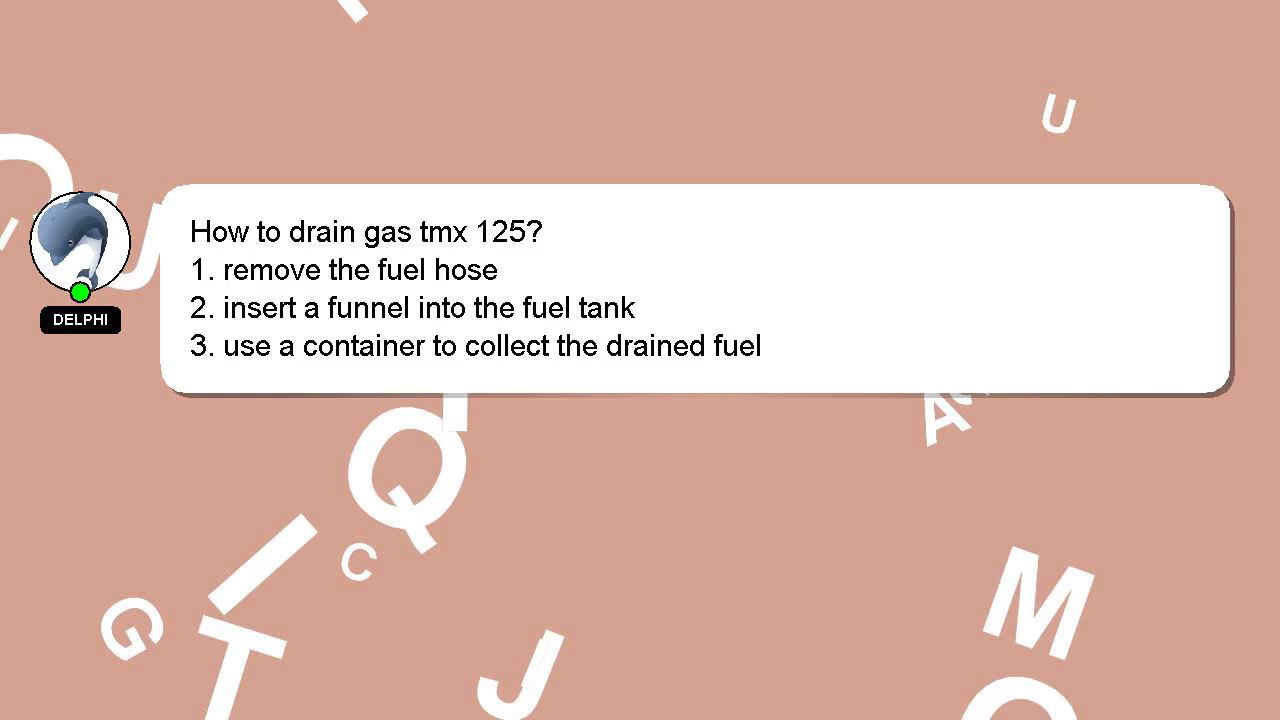 How to drain gas tmx 125?
1. remove the fuel hose
2. insert a funnel into the fuel tank
3. use a container to collect the drained fuel
DELPHI
U
U
A
Q
C
I
G
T
J
M